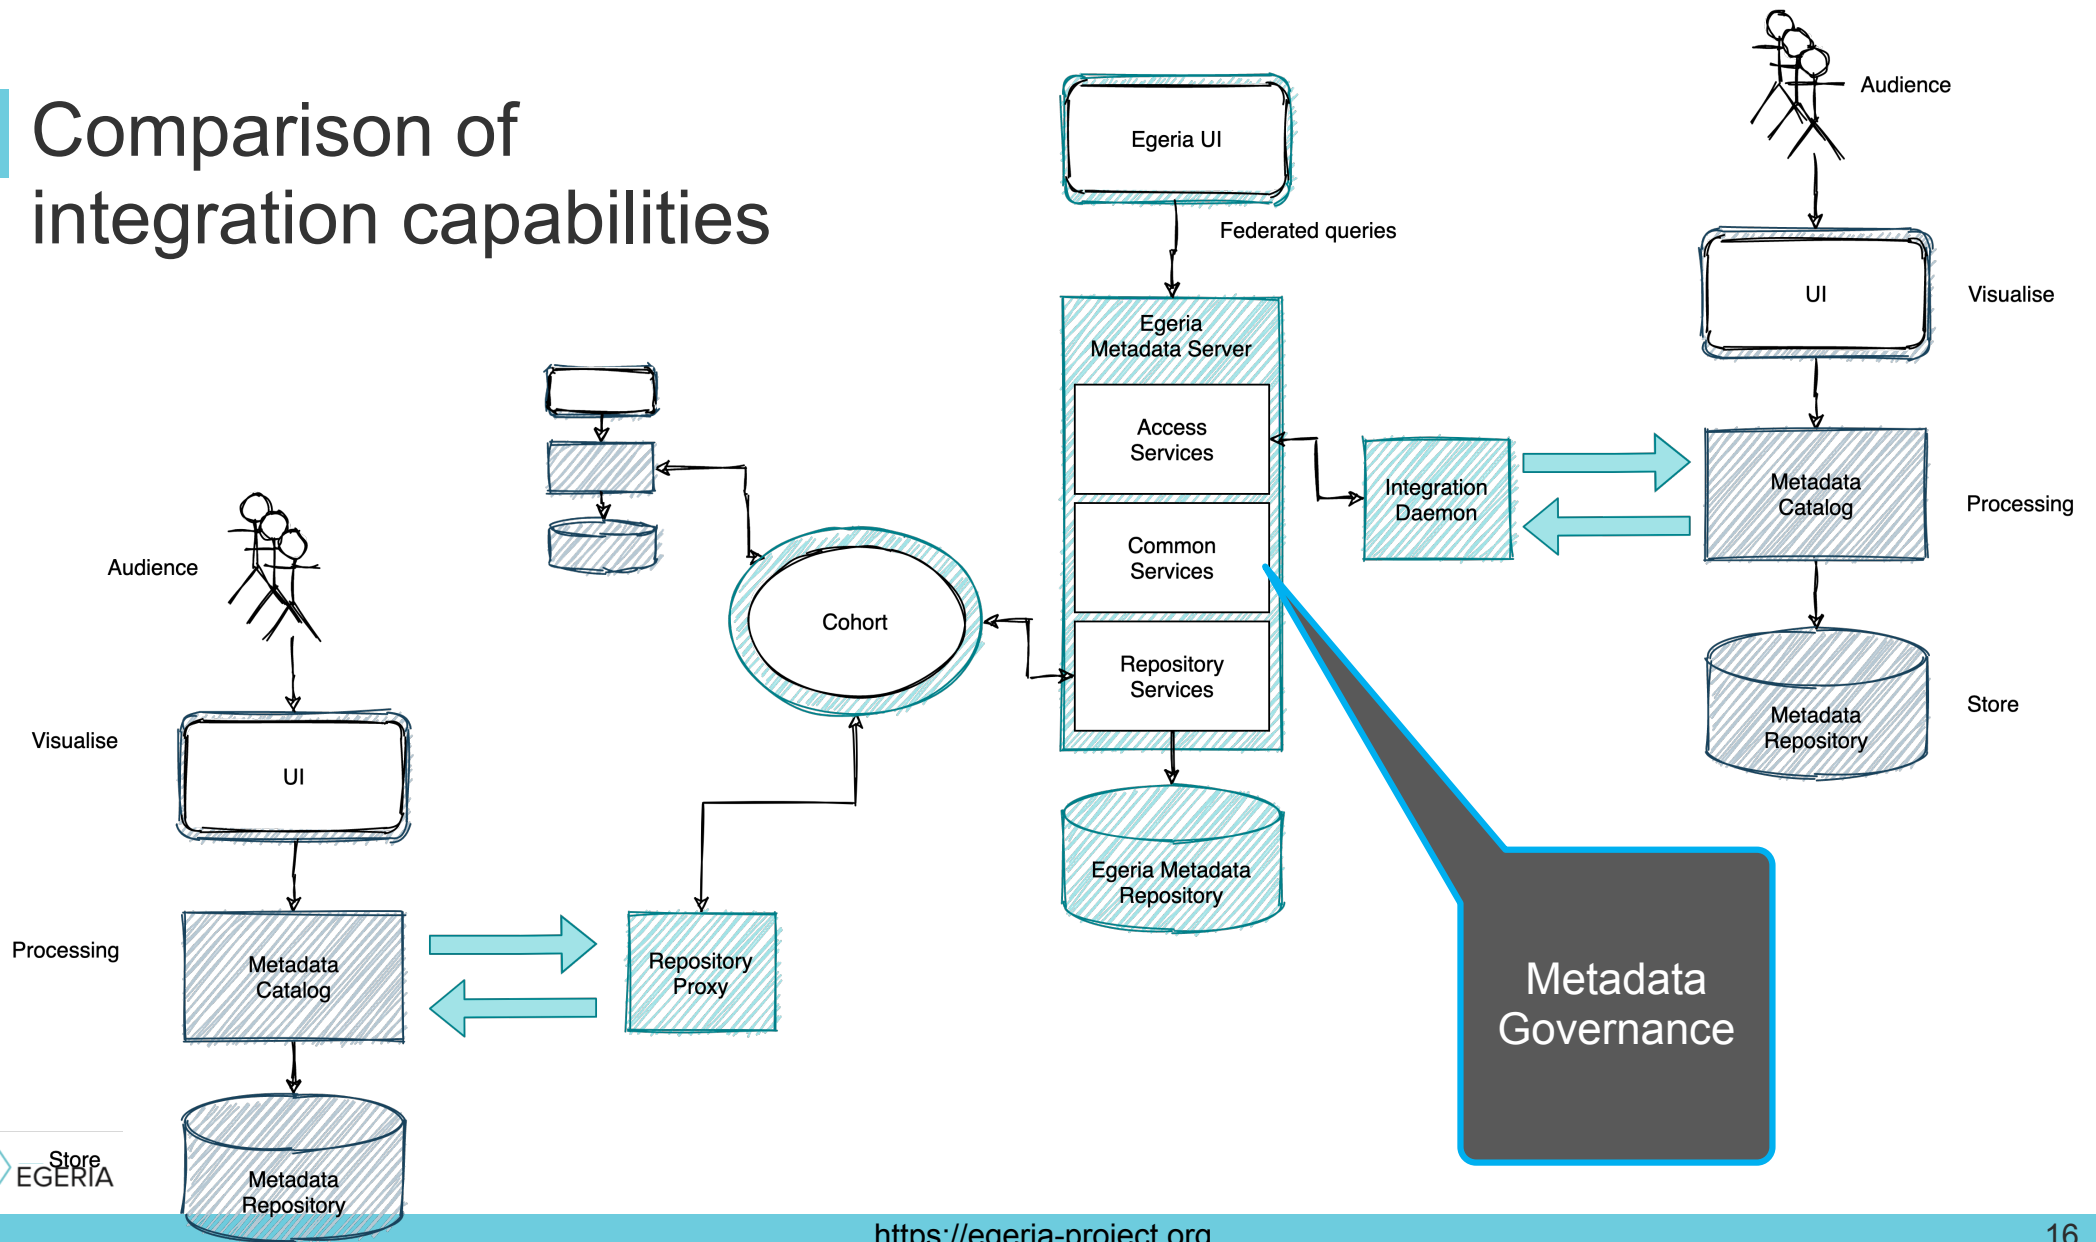 Comparison of
integration capabilities
Egeria UI
Federated queries
Audience
UI
Visualise
Egeria
Metadata Server
Access
Services
Common
Services
Repository
Services
Integration
Daemon
Metadata
Catalog
Processing
Metadata
Repository
Store
Egeria Metadata
Repository
Cohort
Audience
Visualise
UI
Processing
Metadata
Catalog
Repository
Proxy
Store
Metadata
Repository
Metadata
Governance
EGERIA
https://egeria-project.org
16